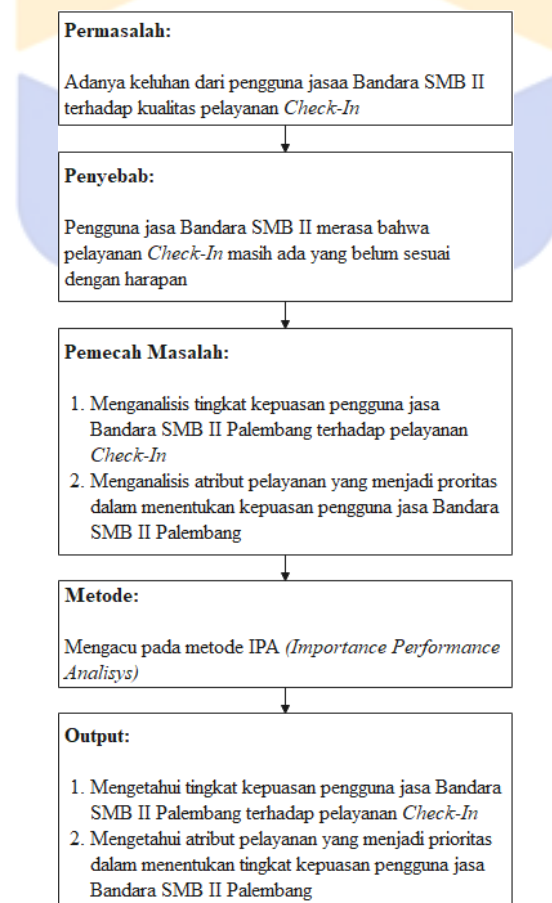 Permasalah:
Adanya keluhan dari pengguna jasaa Bandara SMB II
terhadap kualitas pelayanan Check-In
Penyebab:
Pengguna jasa Bandara SMB II merasa bahwa
pelayanan Check-In masih ada yang belum sesuai
dengan harapan
Pemecah Masalah:
1. Menganalisis tingkat kepuasan pengguna jasa
Bandara SMB II Palembang terhadap pelayanan
Check-In
2. Menganalisis atribut pelayanan yang menjadi proritas
dalam menentukan kepuasan pengguna jasa Bandara
SMB II Palembang
Metode:
Mengacu pada metode IPA (Importance Performance
Analisys)
Output:
1. Mengetahui tingkat kepuasan pengguna jasa Bandara
SMB II Palembang terhadap pelayanan Check-In
2. Mengetahui atribut pelayanan yang menjadi prioritas
dalam menentukan tingkat kepuasan pengguna jasa
Bandara SMB II Palembang